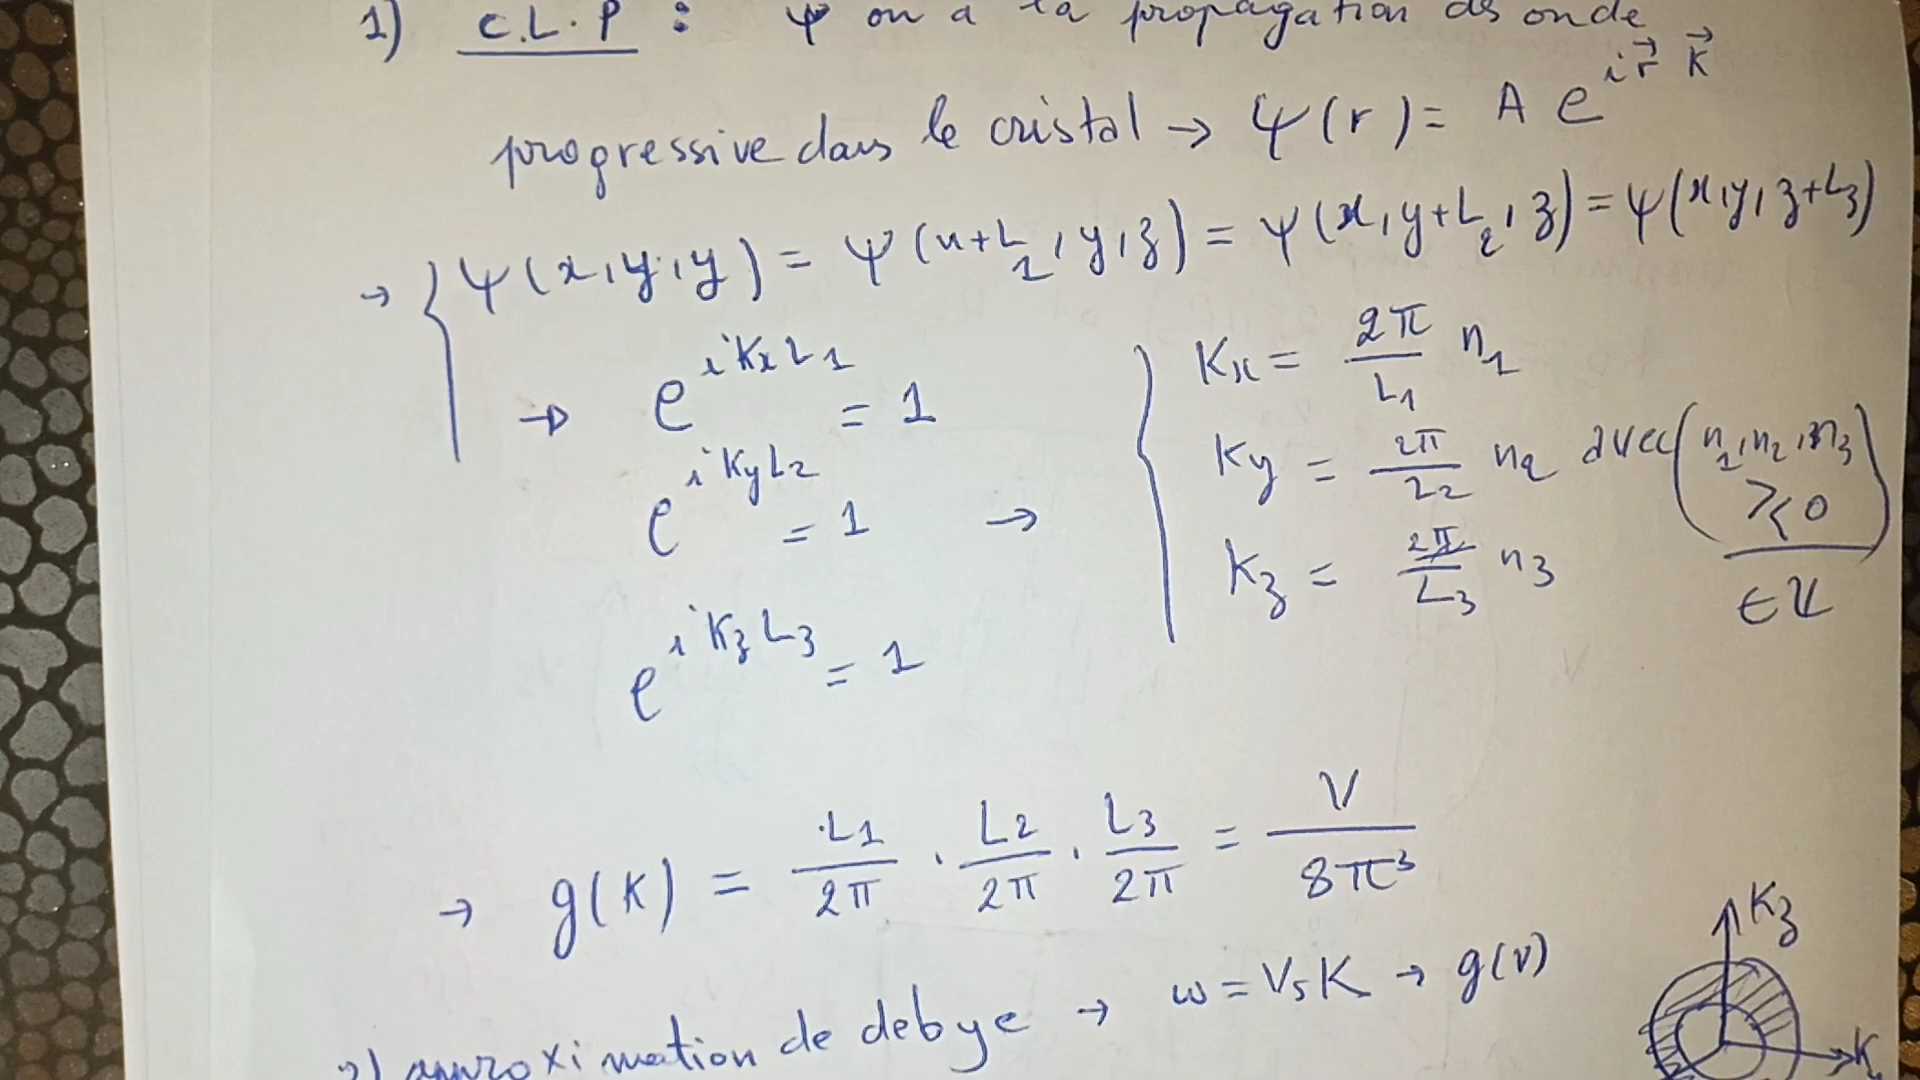 1) C.L.P : ψ on a la propagation ds onde
progressive dans le cristal → ψ(r) = A e^{i r⃗ K⃗}
→ { ψ(x,y,y) = ψ(x+L₁,y,z) = ψ(x,y+L₂,z) = ψ(x,y,z+L₃)
→ e^{iKxL₁} = 1
Kx = 2π/L₁ n₁
e^{iKyL₂} = 1 →
Ky = 2π/L₂ n₂ avec (n₁,n₂,n₃ ≥≤ 0) ∈ ℤ
Kz = 2π/L₃ n₃
e^{iKzL₃} = 1
→ g(K) = L₁/2π . L₂/2π . L₃/2π = V/8π³
Kz
2) approximation de debye → ω = Vs K → g(ν)
K